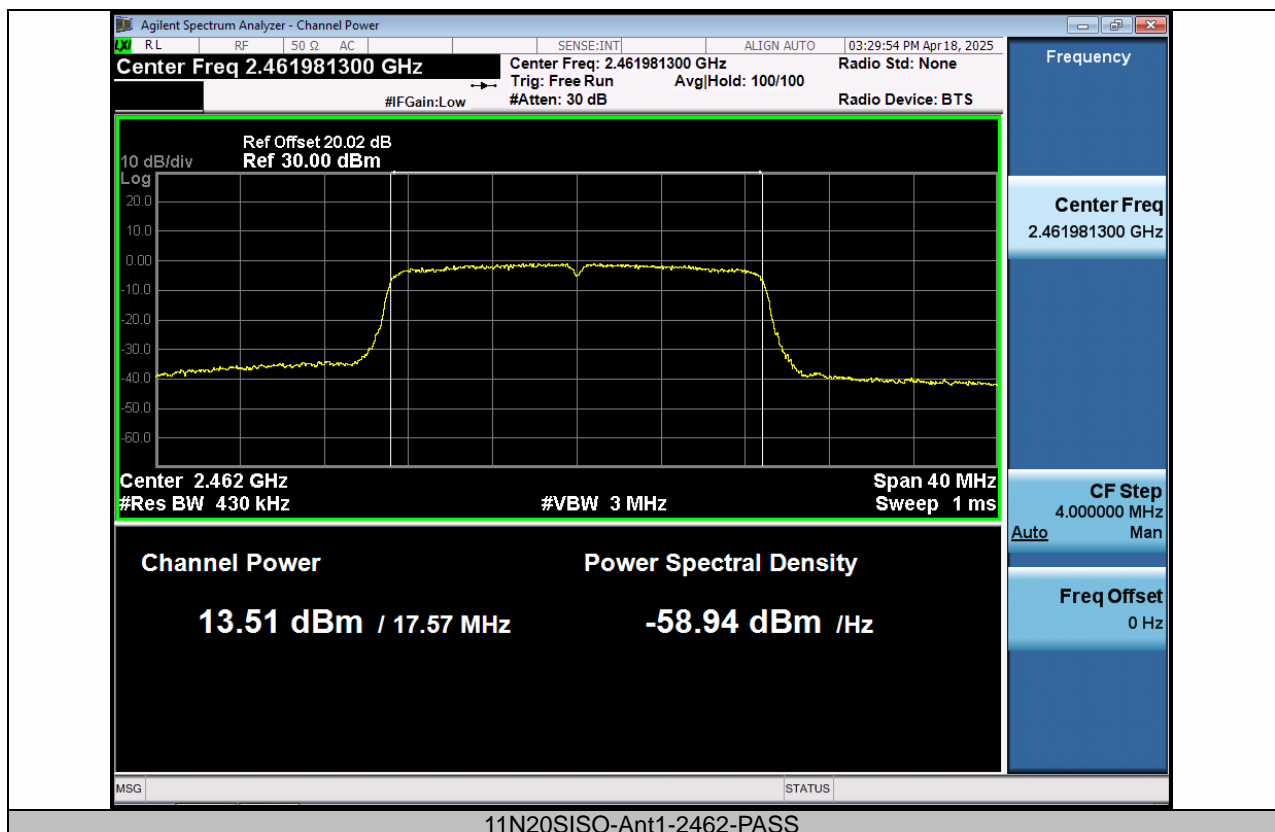 Agilent Spectrum Analyzer - Channel Power
LXI RL RF 50 Ω AC SENSE:INT ALIGN AUTO 03:29:54 PM Apr 18, 2025
Center Freq 2.461981300 GHz
Center Freq: 2.461981300 GHz
Radio Std: None
Trig: Free Run
Avg|Hold: 100/100
#IFGain:Low
#Atten: 30 dB
Radio Device: BTS
Ref Offset 20.02 dB
10 dB/div
Ref 30.00 dBm
Log
20.0
10.0
0.00
-10.0
-20.0
-30.0
-40.0
-50.0
-60.0
Center 2.462 GHz
Span 40 MHz
#Res BW 430 kHz
#VBW 3 MHz
Sweep 1 ms
Channel Power
Power Spectral Density
13.51 dBm / 17.57 MHz
-58.94 dBm /Hz
Frequency
Center Freq
2.461981300 GHz
CF Step
4.000000 MHz
Auto Man
Freq Offset
0 Hz
MSG
STATUS
11N20SISO-Ant1-2462-PASS